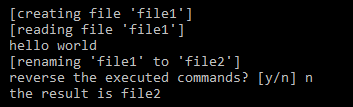 [creating file 'file1']
[reading file 'file1']
hello world
[renaming 'file1' to 'file2']
reverse the executed commands? [y/n] n
the result is file2